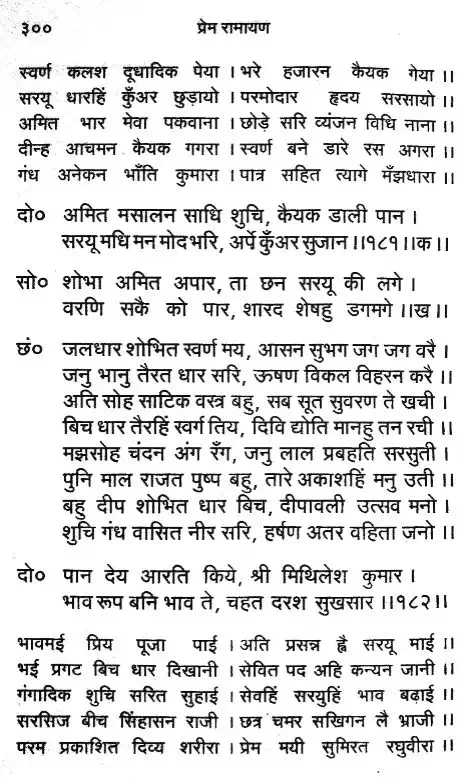 ३०० प्रेम रामायण
स्वर्ण कलश दूधादिक पेया । भरे हजारन कैयक गेया ।।
सरयू धारहिं कुँअर छुड़ायो । परमोदार हृदय सरसायो ।।
अमित भार मेवा पकवाना । छोड़े सरि व्यंजन विधि नाना ।।
दीन्ह आचमन कैयक गगरा । स्वर्ण बने डारे रस अगरा ।।
गंध अनेकन भाँति कुमारा । पात्र सहित त्यागे मँझधारा ।।
दो० अमित मसालन साधि शुचि, कैयक डाली पान ।
सरयू मधि मन मोद भरि, अर्पे कुँअर सुजान ।।१८१।।क।।
सो० शोभा अमित अपार, ता छन सरयू की लगे ।
वरणि सकै को पार, शारद शेषहु डगमगे ।।ख।।
छं० जलधार शोभित स्वर्ण मय, आसन सुभग जग जग वरै ।
जनु भानु तैरत धार सरि, ऊषण विकल विहरन करै ।।
अति सोह साटिक वस्त्र बहु, सब सूत सुवरण ते खची ।
बिच धार तैरहिं स्वर्ग तिय, दिवि द्योति मानहु तन रची ।।
मझसोह चंदन अंग रँग, जनु लाल प्रबहति सरसुती ।
पुनि माल राजत पुष्प बहु, तारे अकाशहिं मनु उती ।।
बहु दीप शोभित धार बिच, दीपावली उत्सव मनो ।
शुचि गंध वासित नीर सरि, हर्षण अतर वहिता जनो ।।
दो० पान देय आरति किये, श्री मिथिलेश कुमार ।
भाव रूप बनि भाव ते, चहत दरश सुखसार ।।१८२।।
भावमई प्रिय पूजा पाई । अति प्रसन्न ह्वै सरयू माई ।।
भई प्रगट बिच धार दिखानी । सेवित पद अहि कन्यन जानी ।।
गंगादिक शुचि सरित सुहाई । सेवहिं सरयुहिं भाव बढ़ाई ।।
सरसिज बीच सिंहासन राजी । छत्र चमर सखिगन लै भ्राजी ।।
परम प्रकाशित दिव्य शरीरा । प्रेम मयी सुमिरत रघुवीरा ।।